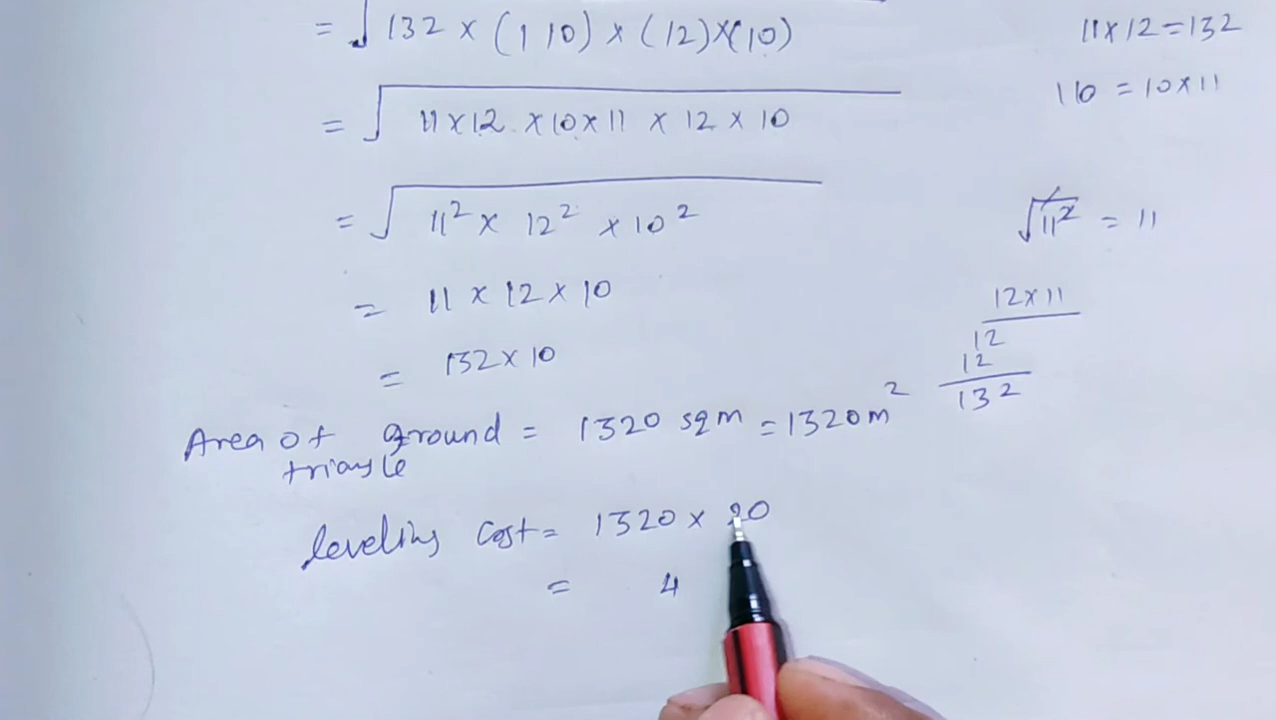 = √132 × (110) × (12)×(10)
11×12=132
110 = 10×11
= √11×12 ×10×11 × 12 × 10
= √11² × 12² × 10²
√11² = 11
= 11 × 12 × 10
12×11
12
12
132
= 132 × 10
Area of ground = 1320 sqm = 1320m²
triangle
leveling cost = 1320 × 20
= 4